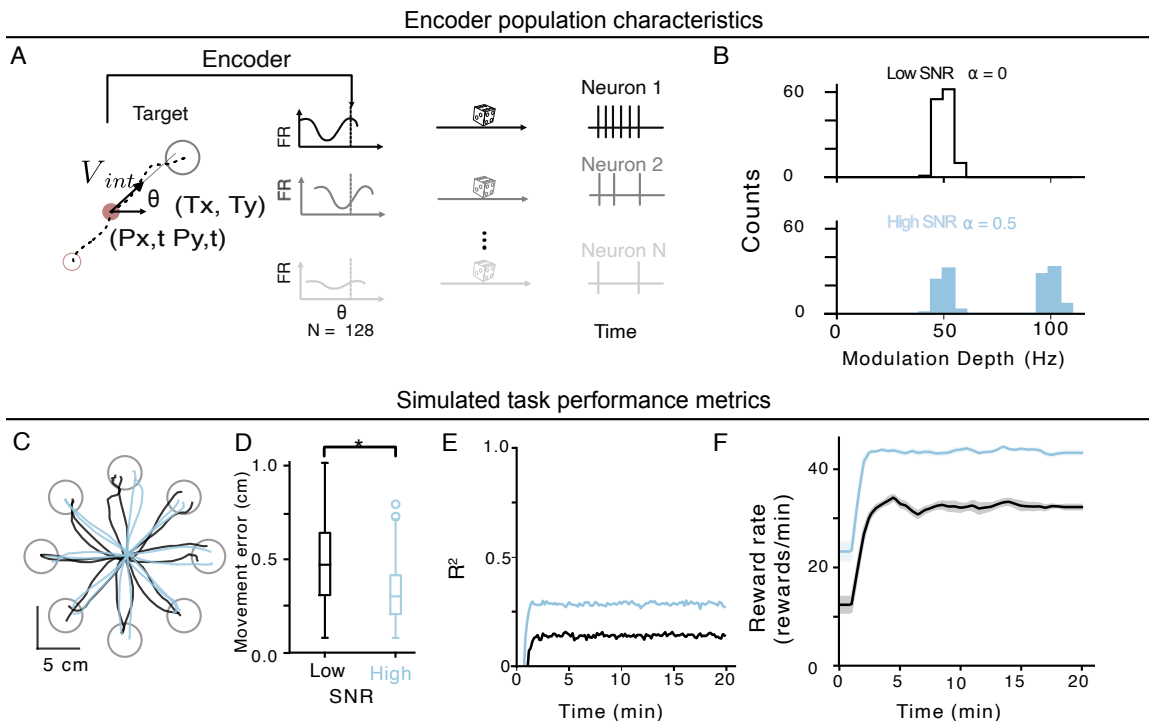 Encoder population characteristics
A
Encoder
Target
V_int
θ
(Tx, Ty)
(Px,t Py,t)
FR
FR
FR
θ
N = 128
Neuron 1
Neuron 2
Neuron N
Time
B
Low SNR α = 0
60
0
High SNR α = 0.5
60
0
Counts
0 50 100
Modulation Depth (Hz)
Simulated task performance metrics
C
5 cm
D
*
Movement error (cm)
1.0
0.5
0.0
Low High
SNR
E
R²
1.0
0.5
0
0 5 10 15 20
Time (min)
F
Reward rate
(rewards/min)
40
20
0
0 5 10 15 20
Time (min)